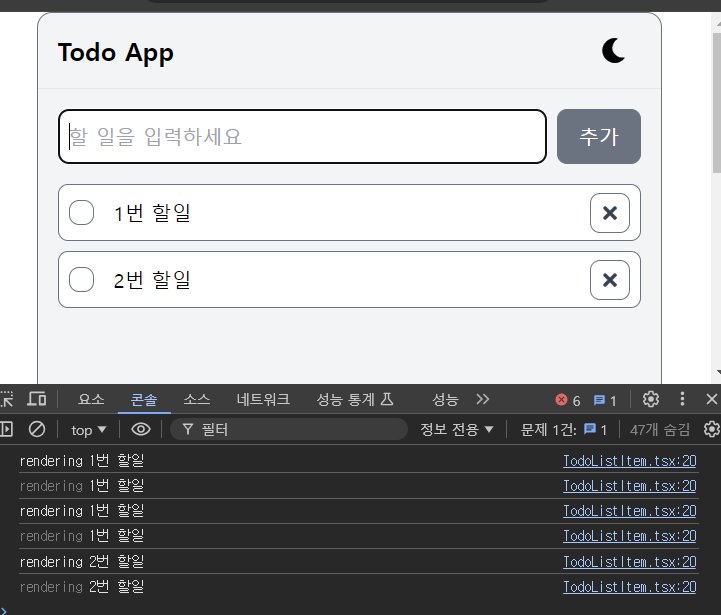 Todo App
할 일을 입력하세요 추가
1번 할일
2번 할일
요소 콘솔 소스 네트워크 성능 통계 성능 6 1
top 필터 정보 전용 문제 1건: 1 47개 숨김
rendering 1번 할일 TodoListItem.tsx:20
rendering 1번 할일 TodoListItem.tsx:20
rendering 1번 할일 TodoListItem.tsx:20
rendering 1번 할일 TodoListItem.tsx:20
rendering 2번 할일 TodoListItem.tsx:20
rendering 2번 할일 TodoListItem.tsx:20